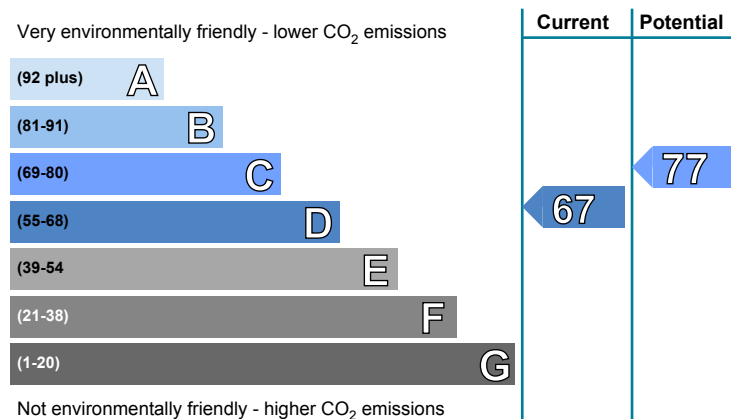 Very environmentally friendly - lower CO₂ emissions
Current
Potential
(92 plus) A
(81-91) B
(69-80) C
(55-68) D
(39-54 E
(21-38) F
(1-20) G
67
77
Not environmentally friendly - higher CO₂ emissions